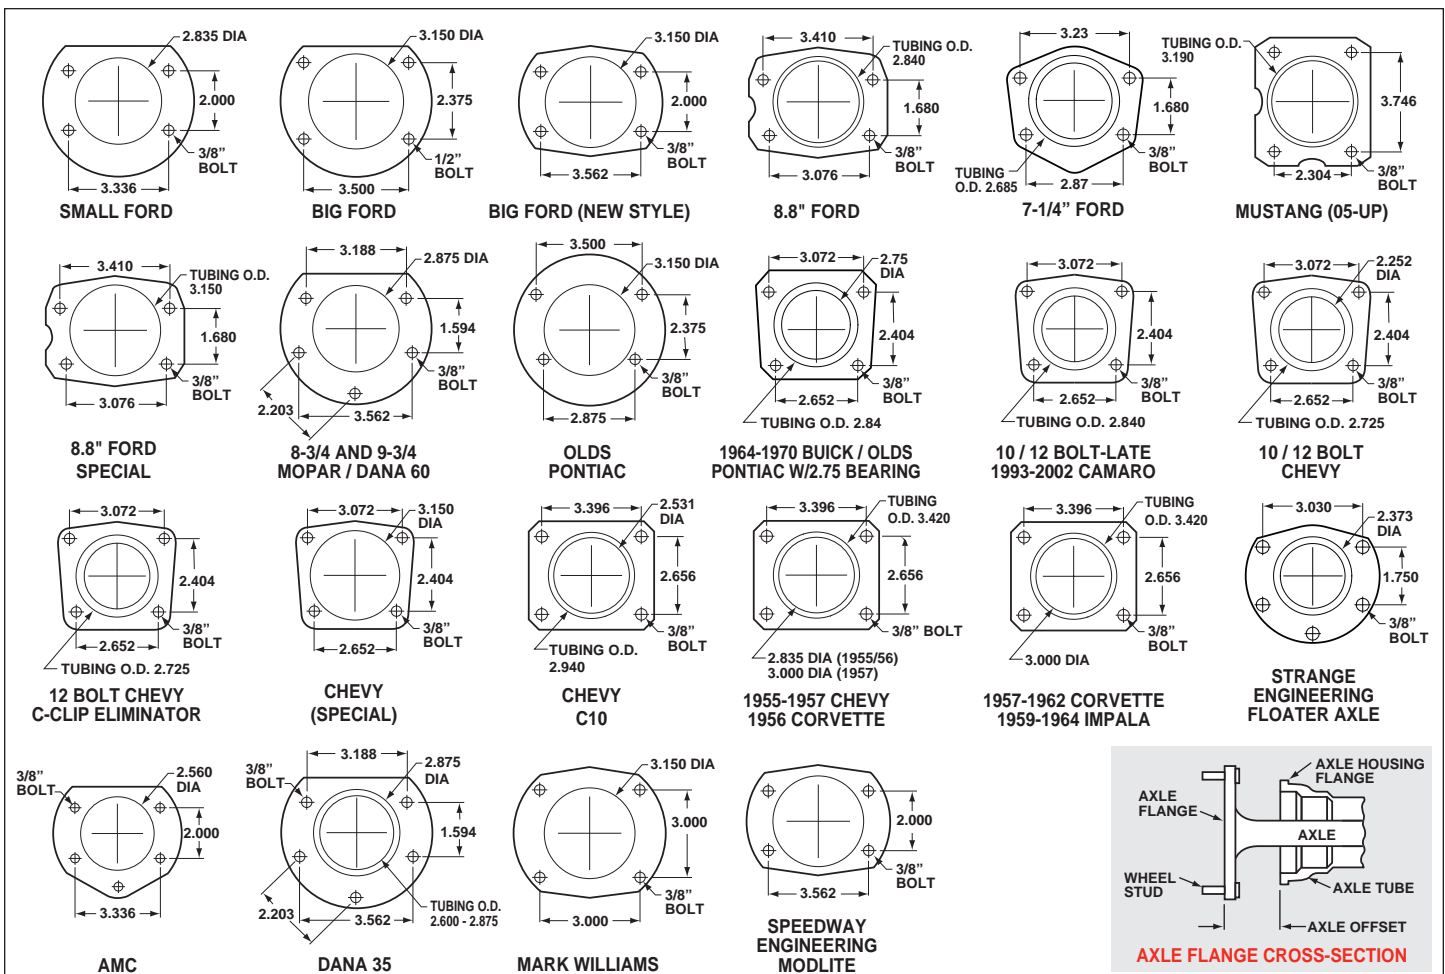 2.835 DIA
2.000
3/8”
BOLT
3.336
SMALL FORD
3.150 DIA
2.375
1/2”
BOLT
3.500
BIG FORD
3.150 DIA
2.000
3/8”
BOLT
3.562
BIG FORD (NEW STYLE)
3.410
TUBING O.D.
2.840
1.680
3/8”
BOLT
3.076
8.8" FORD
3.23
1.680
3/8”
BOLT
TUBING
O.D. 2.685
2.87
7-1/4” FORD
TUBING O.D.
3.190
3.746
3/8”
BOLT
2.304
MUSTANG (05-UP)
3.410
TUBING O.D.
3.150
1.680
3/8”
BOLT
3.076
8.8" FORD
SPECIAL
3.188
2.875 DIA
1.594
3/8”
BOLT
2.203
3.562
8-3/4 AND 9-3/4
MOPAR / DANA 60
3.500
3.150 DIA
2.375
3/8”
BOLT
2.875
OLDS
PONTIAC
3.072
2.75
DIA
2.404
3/8”
BOLT
2.652
TUBING O.D. 2.84
1964-1970 BUICK / OLDS
PONTIAC W/2.75 BEARING
3.072
2.404
3/8”
BOLT
2.652
TUBING O.D. 2.840
10 / 12 BOLT-LATE
1993-2002 CAMARO
3.072
2.252
DIA
2.404
3/8”
BOLT
2.652
TUBING O.D. 2.725
10 / 12 BOLT
CHEVY
3.072
2.404
3/8”
BOLT
2.652
TUBING O.D. 2.725
12 BOLT CHEVY
C-CLIP ELIMINATOR
3.072
3.150
DIA
2.404
3/8”
BOLT
2.652
CHEVY
(SPECIAL)
3.396
2.531
DIA
2.656
3/8”
BOLT
TUBING O.D.
2.940
CHEVY
C10
3.396
TUBING
O.D. 3.420
2.656
3/8” BOLT
2.835 DIA (1955/56)
3.000 DIA (1957)
1955-1957 CHEVY
1956 CORVETTE
3.396
TUBING
O.D. 3.420
2.656
3/8”
BOLT
3.000 DIA
1957-1962 CORVETTE
1959-1964 IMPALA
3.030
2.373
DIA
1.750
3/8”
BOLT
STRANGE
ENGINEERING
FLOATER AXLE
3/8”
BOLT
2.560
DIA
2.000
3.336
AMC
3.188
3/8”
BOLT
2.875
DIA
1.594
2.203
3.562
TUBING O.D.
2.600 - 2.875
DANA 35
3.150 DIA
3.000
3/8”
BOLT
3.000
MARK WILLIAMS
2.000
3/8”
BOLT
3.562
SPEEDWAY
ENGINEERING
MODLITE
AXLE HOUSING
FLANGE
AXLE
FLANGE
AXLE
WHEEL
STUD
AXLE TUBE
AXLE OFFSET
AXLE FLANGE CROSS-SECTION